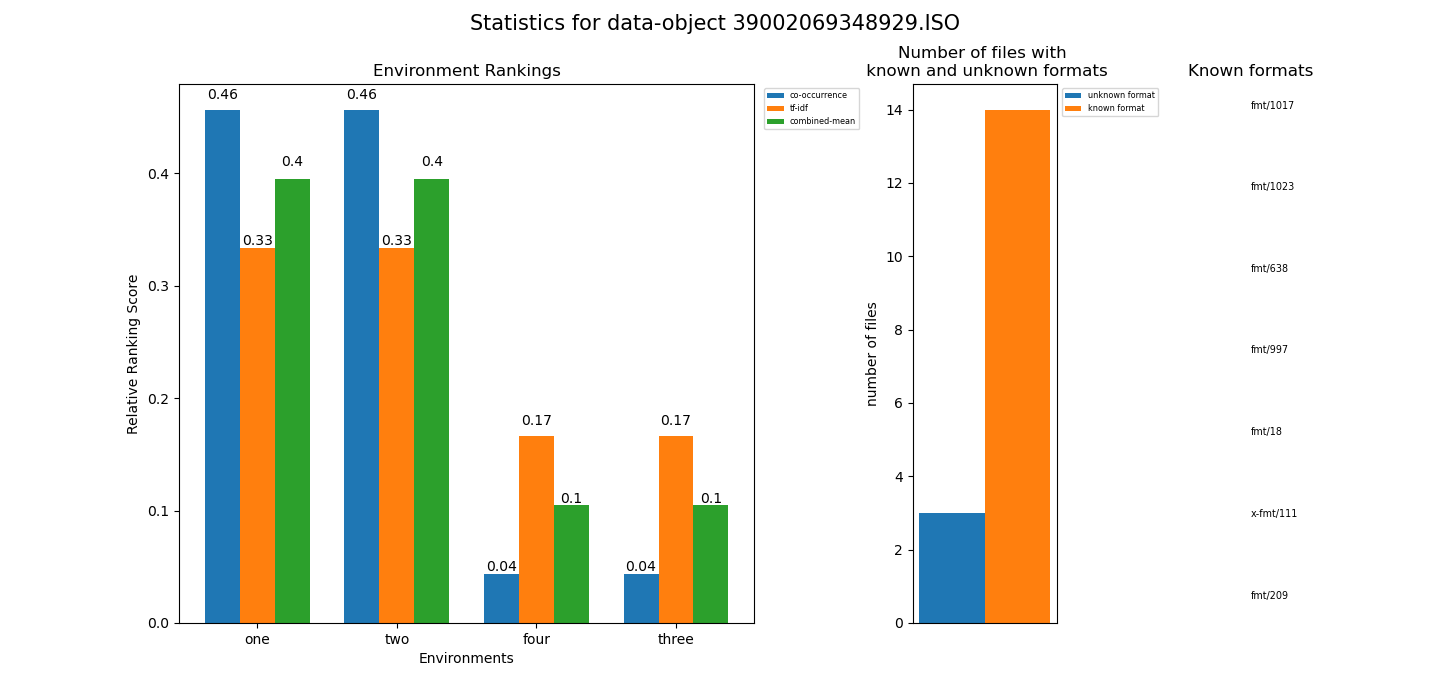 Statistics for data-object 39002069348929.ISO
Environment Rankings
0.46
0.46
0.4
0.4
0.33
0.33
0.17
0.17
0.1
0.1
0.04
0.04
0.4
0.3
0.2
0.1
0.0
Relative Ranking Score
one
two
four
three
Environments
co-occurrence
tf-idf
combined-mean
Number of files with
known and unknown formats
14
12
10
8
6
4
2
0
number of files
unknown format
known format
Known formats
fmt/1017
fmt/1023
fmt/638
fmt/997
fmt/18
x-fmt/111
fmt/209